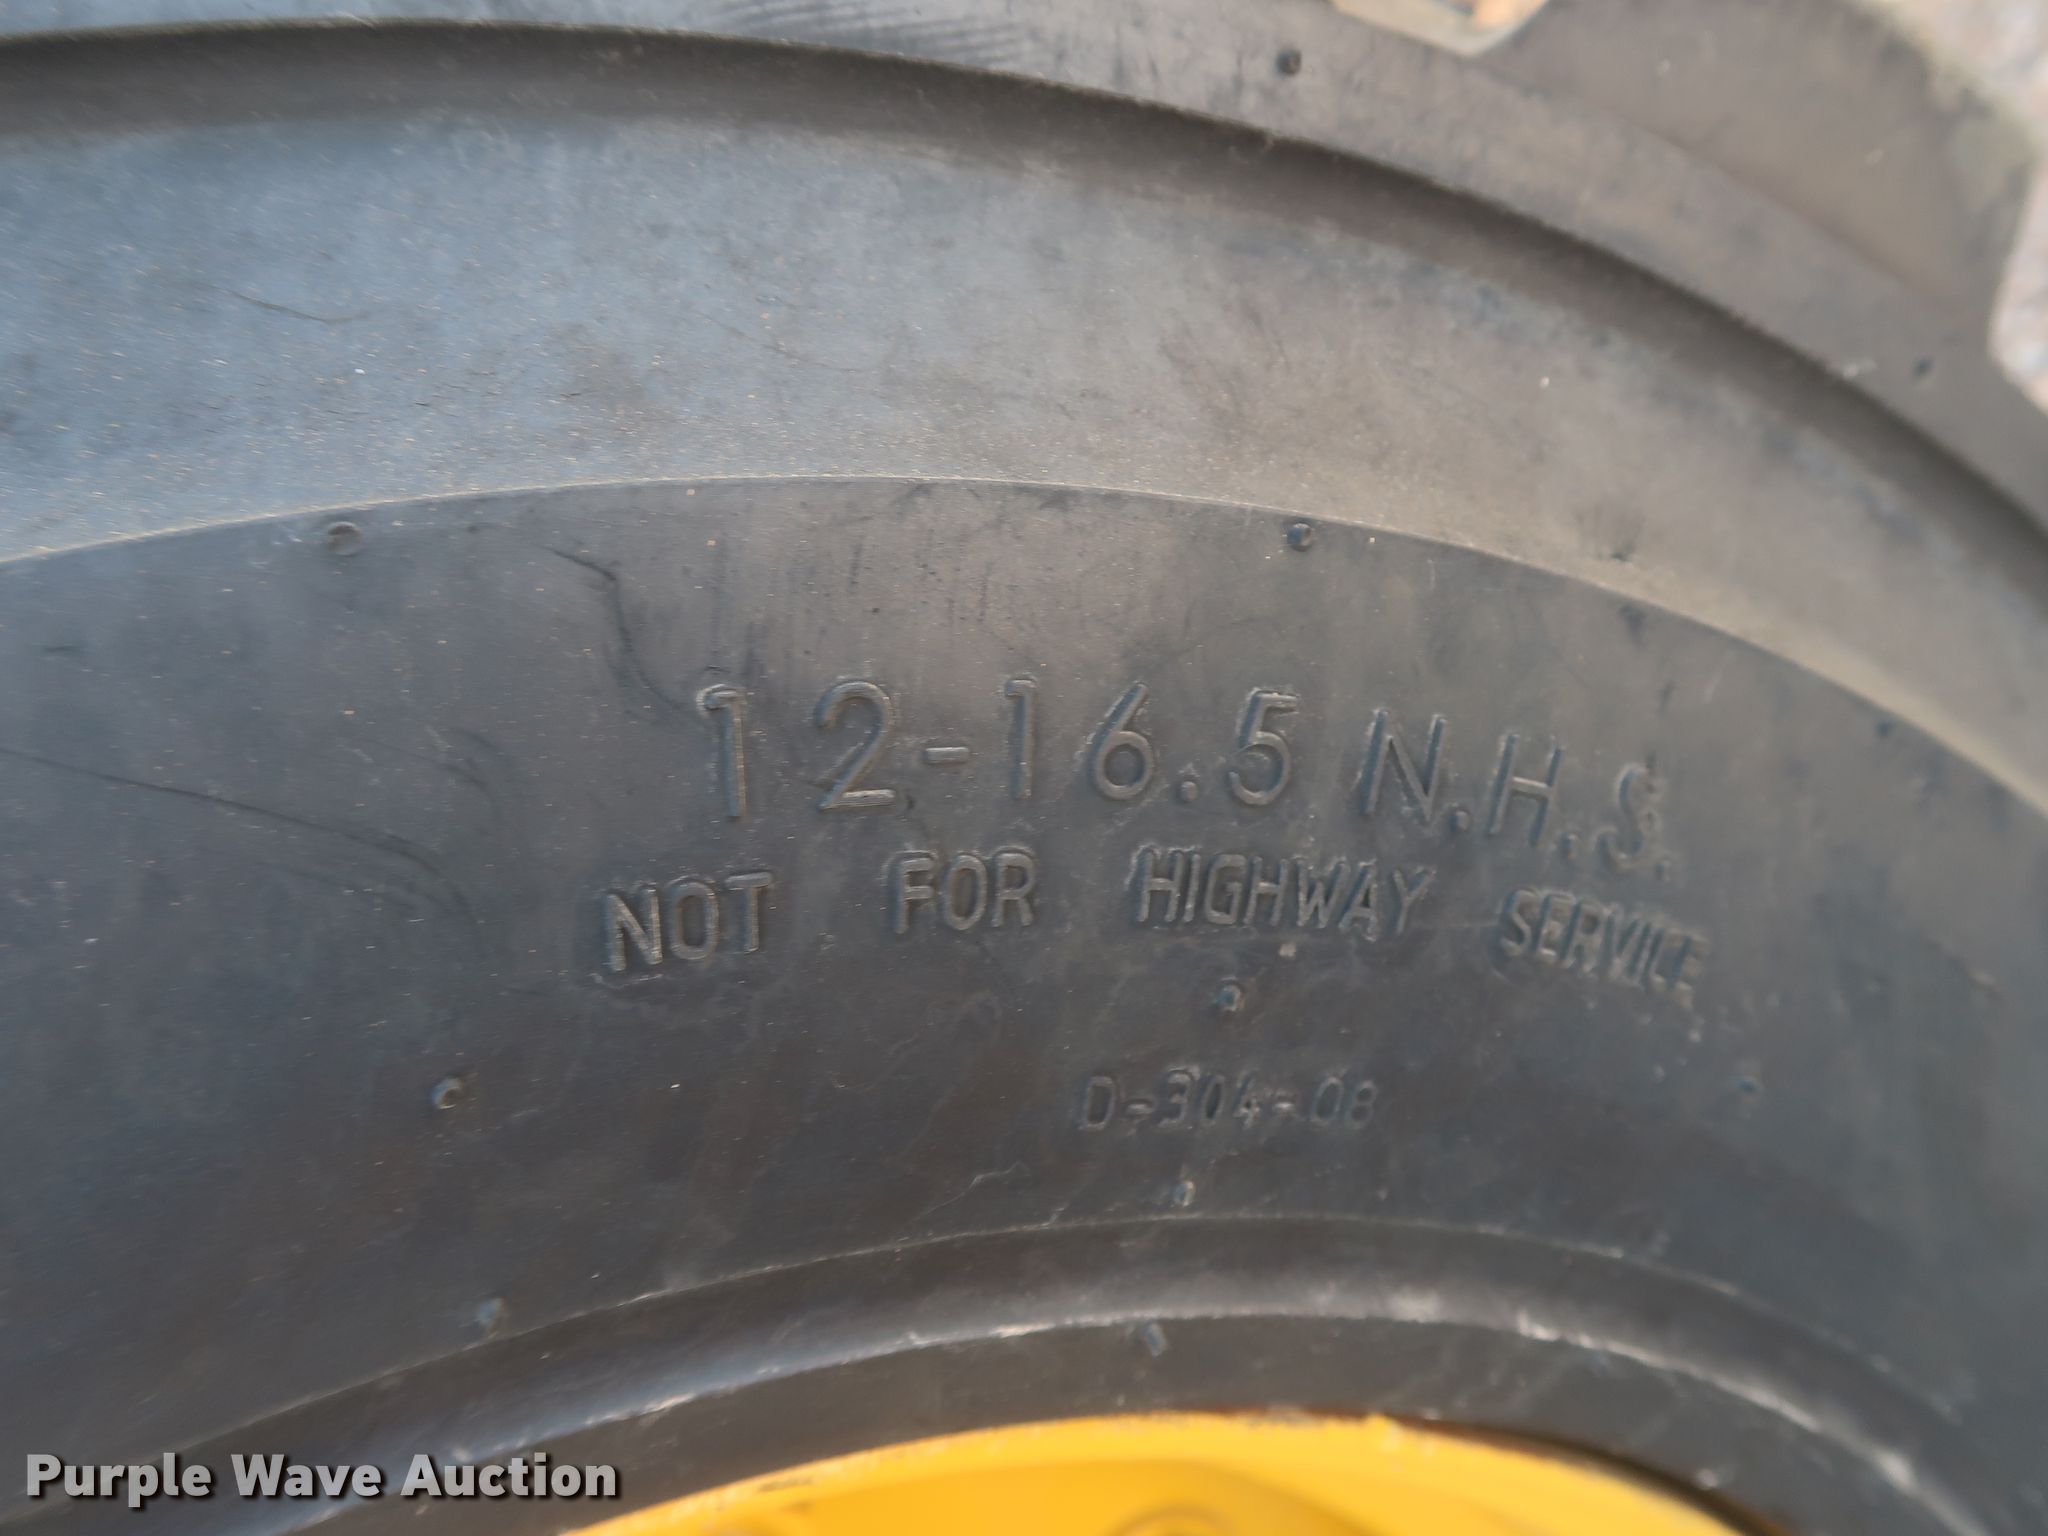 12-16.5 N.H.S.
NOT FOR HIGHWAY SERVICE
D-304-08
Purple Wave Auction